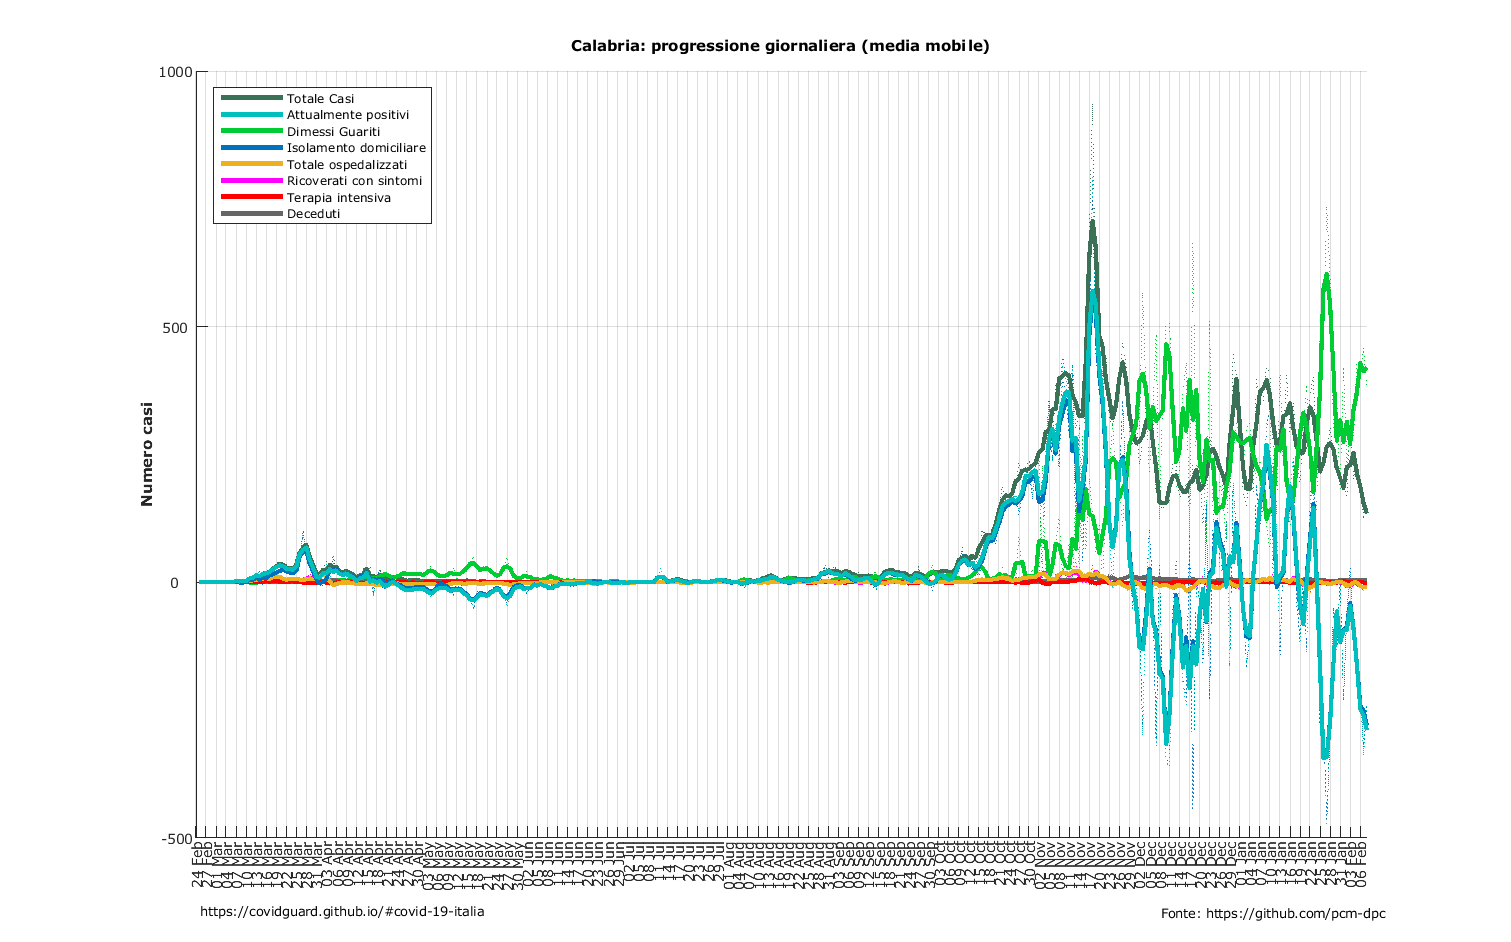 Calabria: progressione giornaliera (media mobile)
1000
500
0
-500
Numero casi
Totale Casi
Attualmente positivi
Dimessi Guariti
Isolamento domiciliare
Totale ospedalizzati
Ricoverati con sintomi
Terapia intensiva
Deceduti
24 Feb
27 Feb
01 Mar
04 Mar
07 Mar
10 Mar
13 Mar
16 Mar
19 Mar
22 Mar
25 Mar
28 Mar
31 Mar
03 Apr
06 Apr
09 Apr
12 Apr
15 Apr
18 Apr
21 Apr
24 Apr
27 Apr
30 Apr
03 May
06 May
09 May
12 May
15 May
18 May
21 May
24 May
27 May
30 May
02 Jun
05 Jun
08 Jun
11 Jun
14 Jun
17 Jun
20 Jun
23 Jun
26 Jun
29 Jun
02 Jul
05 Jul
08 Jul
11 Jul
14 Jul
17 Jul
20 Jul
23 Jul
26 Jul
29 Jul
01 Aug
04 Aug
07 Aug
10 Aug
13 Aug
16 Aug
19 Aug
22 Aug
25 Aug
28 Aug
31 Aug
03 Sep
06 Sep
09 Sep
12 Sep
15 Sep
18 Sep
21 Sep
24 Sep
27 Sep
30 Sep
03 Oct
06 Oct
09 Oct
12 Oct
15 Oct
18 Oct
21 Oct
24 Oct
27 Oct
30 Oct
02 Nov
05 Nov
08 Nov
11 Nov
14 Nov
17 Nov
20 Nov
23 Nov
26 Nov
29 Nov
02 Dec
05 Dec
08 Dec
11 Dec
14 Dec
17 Dec
20 Dec
23 Dec
26 Dec
29 Dec
01 Jan
04 Jan
07 Jan
10 Jan
13 Jan
16 Jan
19 Jan
22 Jan
25 Jan
28 Jan
31 Jan
03 Feb
06 Feb
https://covidguard.github.io/#covid-19-italia
Fonte: https://github.com/pcm-dpc